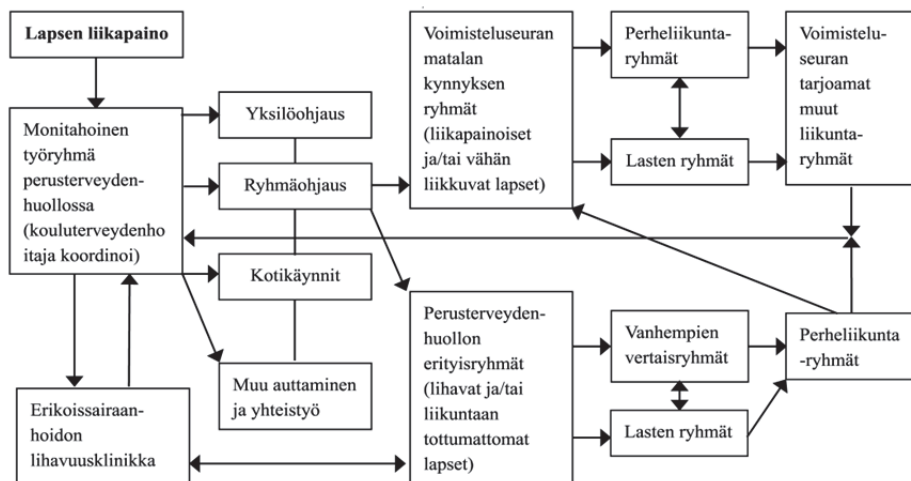 Lapsen liikapaino
Monitahoinen
työryhmä
perusterveyden-
huollossa
(kouluterveydenho
itaja koordinoi)
Erikoissairaan-
hoidon
lihavuusklinikka
Yksilöohjaus
Ryhmäohjaus
Kotikäynnit
Muu auttaminen
ja yhteistyö
Voimisteluseuran
matalan
kynnyksen
ryhmät
(liikapainoiset
ja/tai vähän
liikkuvat lapset)
Perheliikunta-
ryhmät
Lasten ryhmät
Voimistelu-
seuran
tarjoamat
muut
liikunta-
ryhmät
Perusterveyden-
huollon
erityisryhmät
(lihavat ja/tai
liikuntaan
tottumattomat
lapset)
Vanhempien
vertaisryhmät
Lasten ryhmät
Perheliikunta
-ryhmät